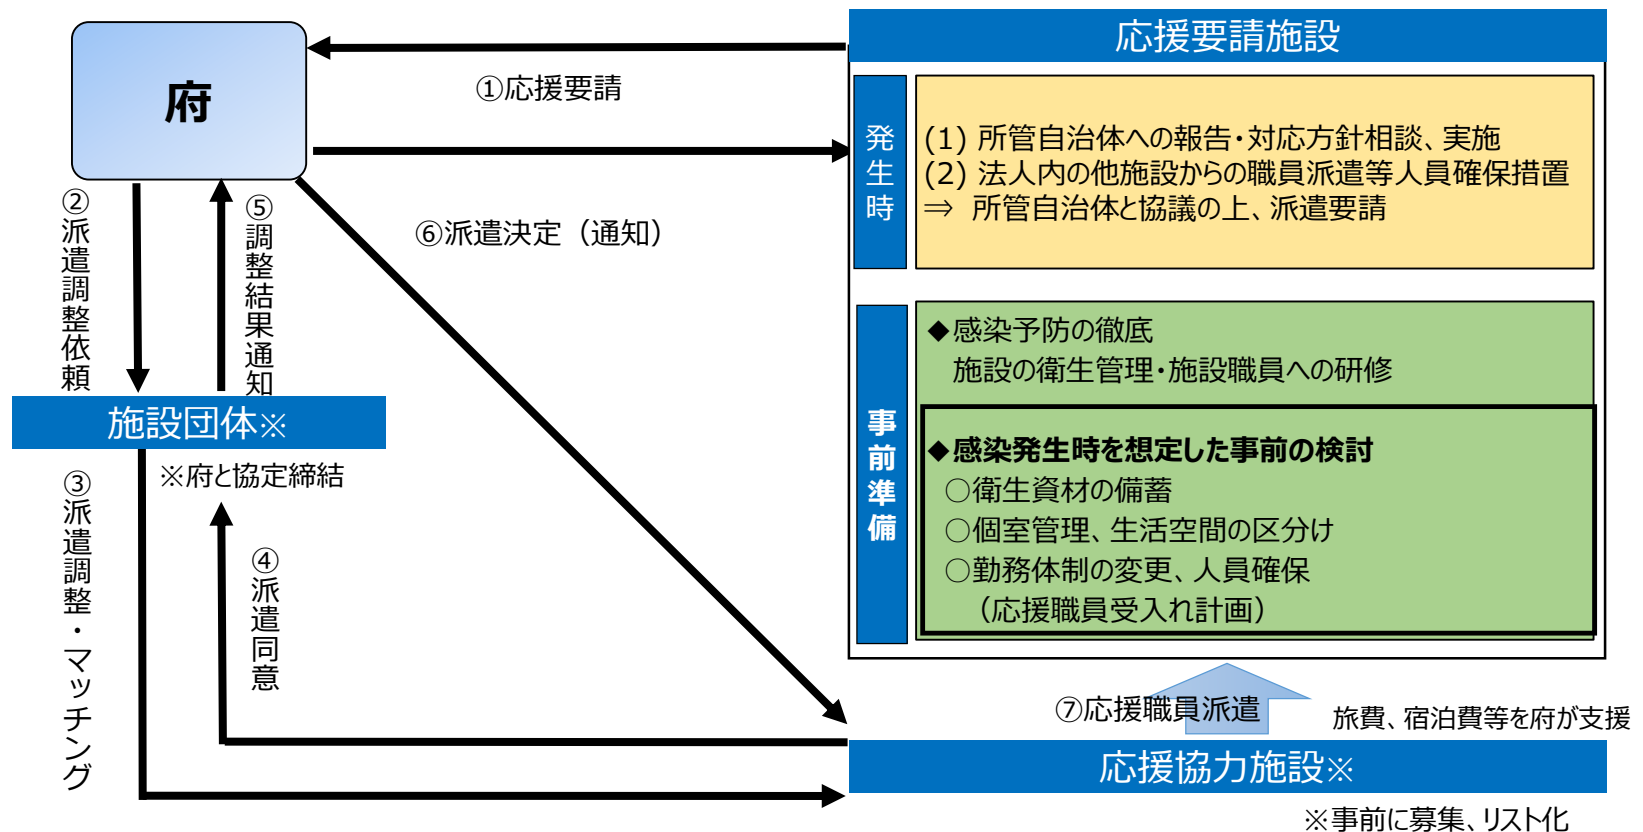 府
①応援要請
⑥派遣決定（通知）
②派遣調整依頼
⑤調整結果通知
施設団体※
※府と協定締結
③派遣調整・マッチング
④派遣同意
応援要請施設
発生時
(1) 所管自治体への報告・対応方針相談、実施
(2) 法人内の他施設からの職員派遣等人員確保措置
⇒ 所管自治体と協議の上、派遣要請
事前準備
◆感染予防の徹底
施設の衛生管理・施設職員への研修
◆感染発生時を想定した事前の検討
○衛生資材の備蓄
○個室管理、生活空間の区分け
○勤務体制の変更、人員確保
（応援職員受入れ計画）
⑦応援職員派遣
旅費、宿泊費等を府が支援
応援協力施設※
※事前に募集、リスト化